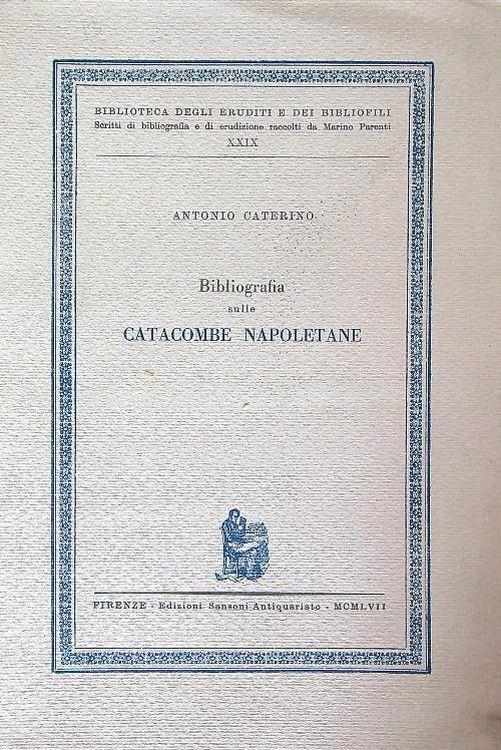 BIBLIOTECA DEGLI ERUDITI E DEI BIBLIOFILI
Scritti di bibliografia e di erudizione raccolti da Marino Parenti
XXIX
ANTONIO CATERINO
Bibliografia
sulle
CATACOMBE NAPOLETANE
FIRENZE - Edizioni Sansoni Antiquariato - MCMLVII